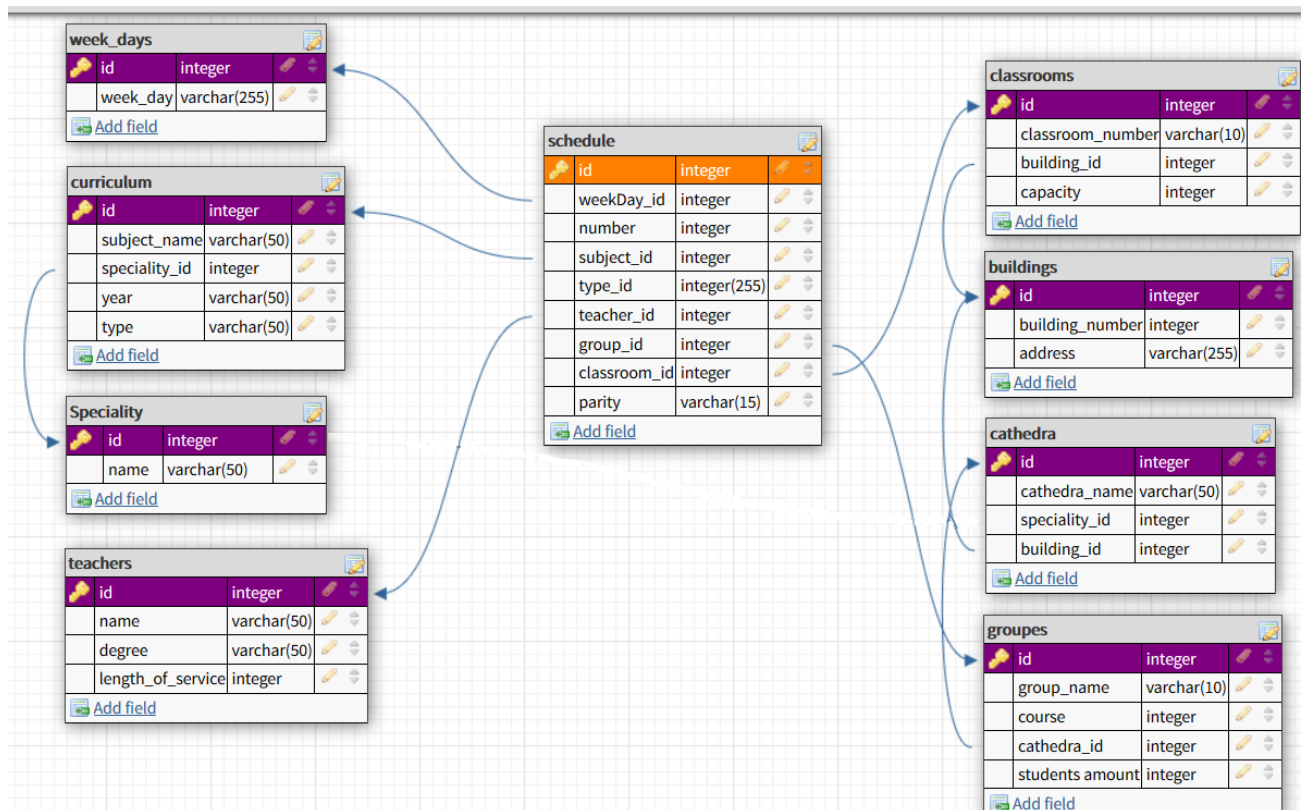 week_days
id integer
week_day varchar(255)
Add field
curriculum
id integer
subject_name varchar(50)
speciality_id integer
year varchar(50)
type varchar(50)
Add field
Speciality
id integer
name varchar(50)
Add field
teachers
id integer
name varchar(50)
degree varchar(50)
length_of_service integer
Add field
schedule
id integer
weekDay_id integer
number integer
subject_id integer
type_id integer(255)
teacher_id integer
group_id integer
classroom_id integer
parity varchar(15)
Add field
classrooms
id integer
classroom_number varchar(10)
building_id integer
capacity integer
Add field
buildings
id integer
building_number integer
address varchar(255)
Add field
cathedra
id integer
cathedra_name varchar(50)
speciality_id integer
building_id integer
Add field
groupes
id integer
group_name varchar(10)
course integer
cathedra_id integer
students amount integer
Add field